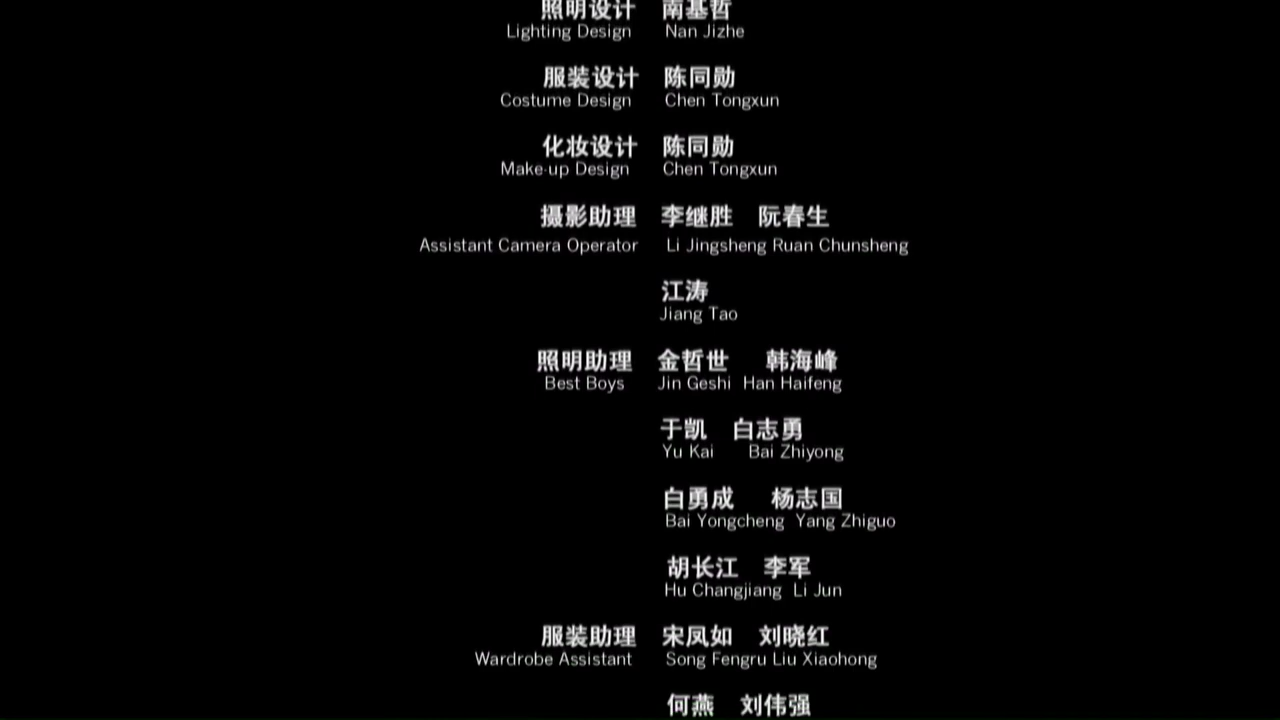 照明设计 南基哲
Lighting Design Nan Jizhe
服装设计 陈同勋
Costume Design Chen Tongxun
化妆设计 陈同勋
Make-up Design Chen Tongxun
摄影助理 李继胜 阮春生
Assistant Camera Operator Li Jingsheng Ruan Chunsheng
江涛
Jiang Tao
照明助理 金哲世 韩海峰
Best Boys Jin Geshi Han Haifeng
于凯 白志勇
Yu Kai Bai Zhiyong
白勇成 杨志国
Bai Yongcheng Yang Zhiguo
胡长江 李军
Hu Changjiang Li Jun
服装助理 宋凤如 刘晓红
Wardrobe Assistant Song Fengru Liu Xiaohong
何燕 刘伟强